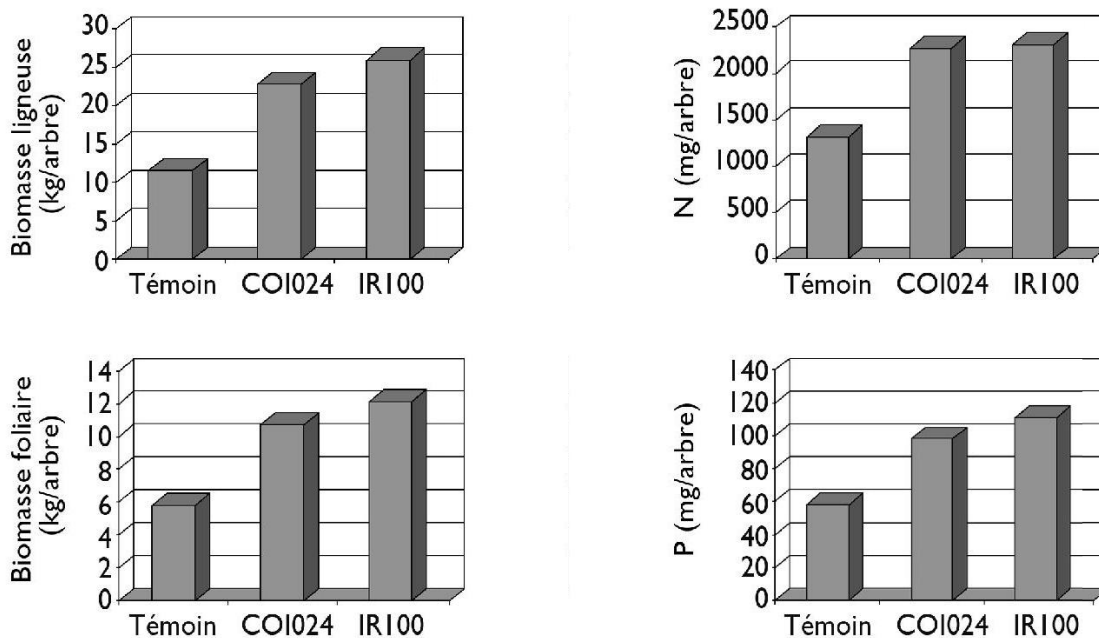 Biomasse ligneuse
(kg/arbre)
30
25
20
15
10
5
0
Témoin COI024 IR100
N (mg/arbre)
2500
2000
1500
1000
500
0
Témoin COI024 IR100
Biomasse foliaire
(kg/arbre)
14
12
10
8
6
4
2
0
Témoin COI024 IR100
P (mg/arbre)
140
120
100
80
60
40
20
0
Témoin COI024 IR100